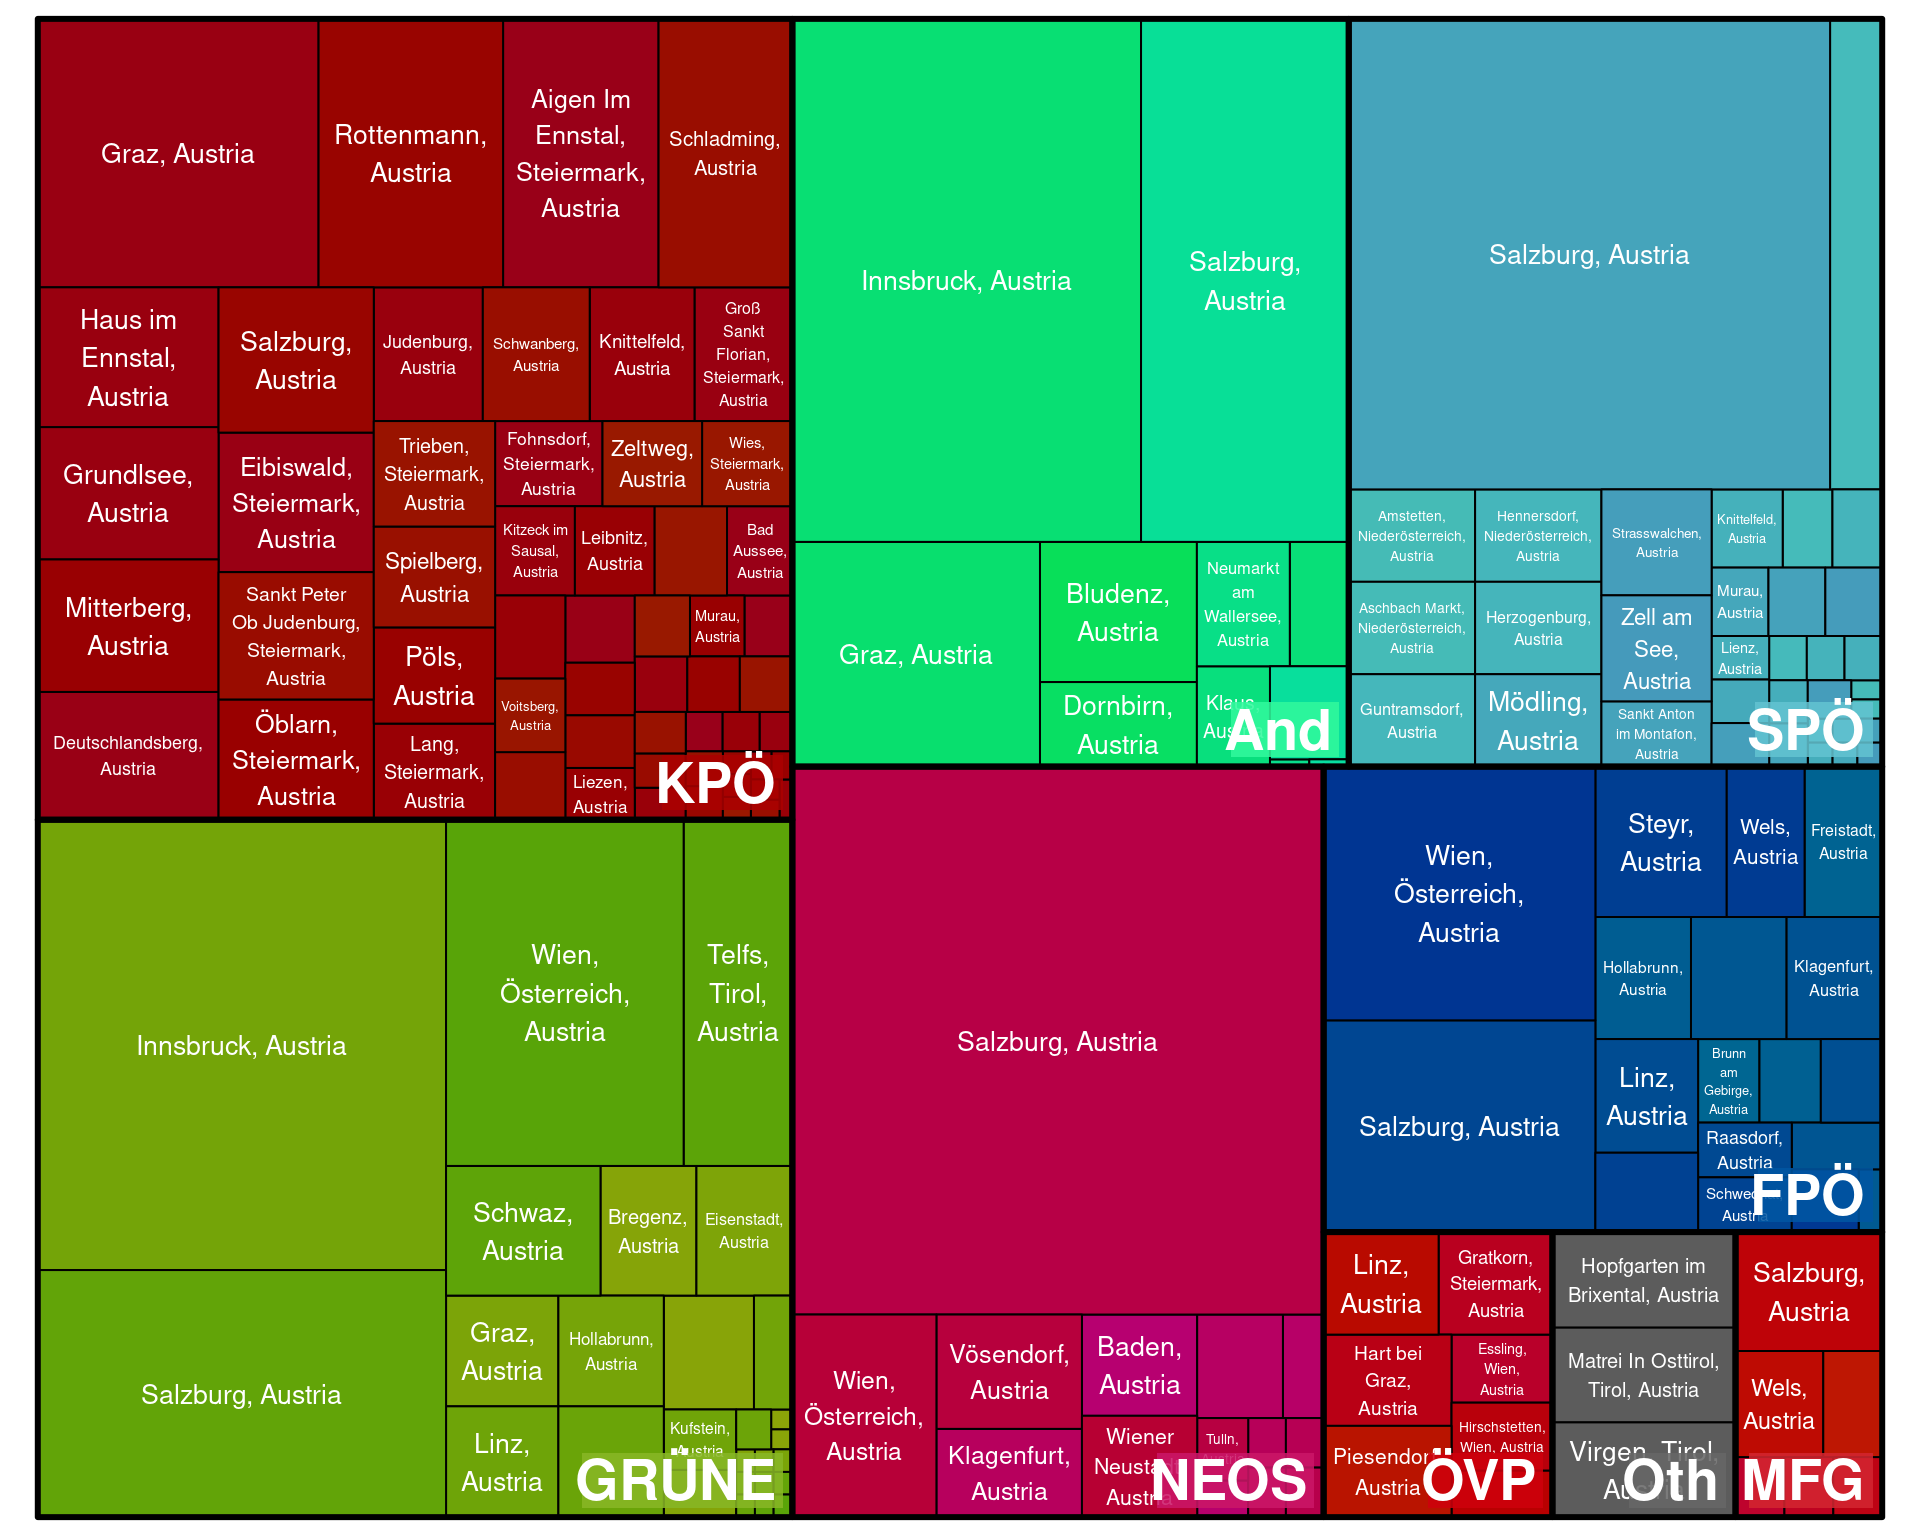 Graz, Austria
Rottenmann,
Austria
Aigen Im
Ennstal,
Steiermark,
Austria
Schladming,
Austria
Haus im
Ennstal,
Austria
Salzburg,
Austria
Judenburg,
Austria
Schwanberg,
Austria
Knittelfeld,
Austria
Groß
Sankt
Florian,
Steiermark,
Austria
Grundlsee,
Austria
Eibiswald,
Steiermark,
Austria
Trieben,
Steiermark,
Austria
Fohnsdorf,
Steiermark,
Austria
Zeltweg,
Austria
Wies,
Steiermark,
Austria
Kitzeck im
Sausal,
Austria
Leibnitz,
Austria
Bad
Aussee,
Austria
Spielberg,
Austria
Mitterberg,
Austria
Sankt Peter
Ob Judenburg,
Steiermark,
Austria
Pöls,
Austria
Murau,
Austria
Voitsberg,
Austria
Deutschlandsberg,
Austria
Öblarn,
Steiermark,
Austria
Lang,
Steiermark,
Austria
Liezen,
Austria
KPÖ
Innsbruck, Austria
Salzburg,
Austria
Graz, Austria
Bludenz,
Austria
Neumarkt
am
Wallersee,
Austria
Dornbirn,
Austria
Klaus,
And
Salzburg, Austria
Amstetten,
Niederösterreich,
Austria
Hennersdorf,
Niederösterreich,
Austria
Strasswalchen,
Austria
Knittelfeld,
Austria
Aschbach Markt,
Niederösterreich,
Austria
Herzogenburg,
Austria
Zell am
See,
Austria
Murau,
Austria
Lienz,
Austria
Guntramsdorf,
Austria
Mödling,
Austria
Sankt Anton
im Montafon,
Austria
SPÖ
Innsbruck, Austria
Wien,
Österreich,
Austria
Telfs,
Tirol,
Austria
Schwaz,
Austria
Bregenz,
Austria
Eisenstadt,
Austria
Salzburg, Austria
Graz,
Austria
Hollabrunn,
Austria
Linz,
Austria
Kufstein,
Austria
GRÜNE
Salzburg, Austria
Wien,
Österreich,
Austria
Vösendorf,
Austria
Baden,
Austria
Klagenfurt,
Austria
Wiener
Austria
Tulln,
NEOS
Wien,
Österreich,
Austria
Steyr,
Austria
Wels,
Austria
Freistadt,
Austria
Hollabrunn,
Austria
Klagenfurt,
Austria
Salzburg, Austria
Linz,
Austria
Brunn
am
Gebirge,
Austria
Raasdorf,
Austria
Austria
FPÖ
Linz,
Austria
Gratkorn,
Steiermark,
Austria
Hart bei
Graz,
Austria
Essling,
Wien,
Austria
Hirschstetten,
Wien, Austria
Piesendorf,
Austria
ÖVP
Hopfgarten im
Brixental, Austria
Matrei In Osttirol,
Tirol, Austria
Virgen, Tirol,
Austria
Oth
Salzburg,
Austria
Wels,
Austria
MFG